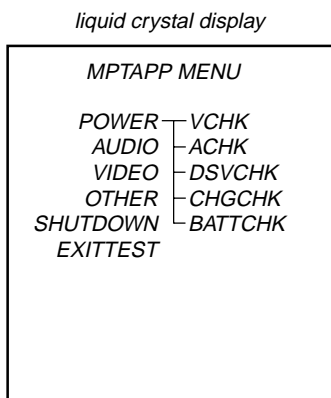 liquid crystal display
MPTAPP MENU
POWER VCHK
AUDIO ACHK
VIDEO DSVCHK
OTHER CHGCHK
SHUTDOWN BATTCHK
EXITTEST